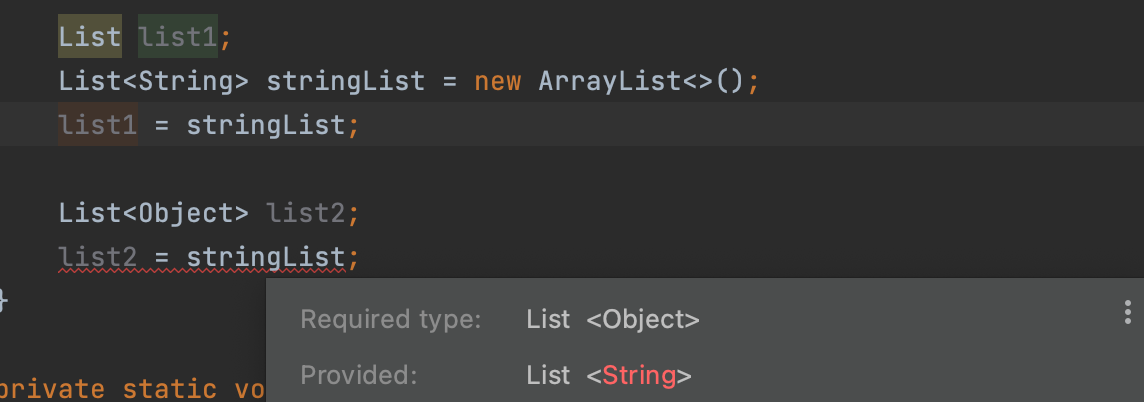 List list1;
List<String> stringList = new ArrayList<>();
list1 = stringList;
List<Object> list2;
list2 = stringList;
}
Required type: List <Object>
Provided: List <String>
private static vo